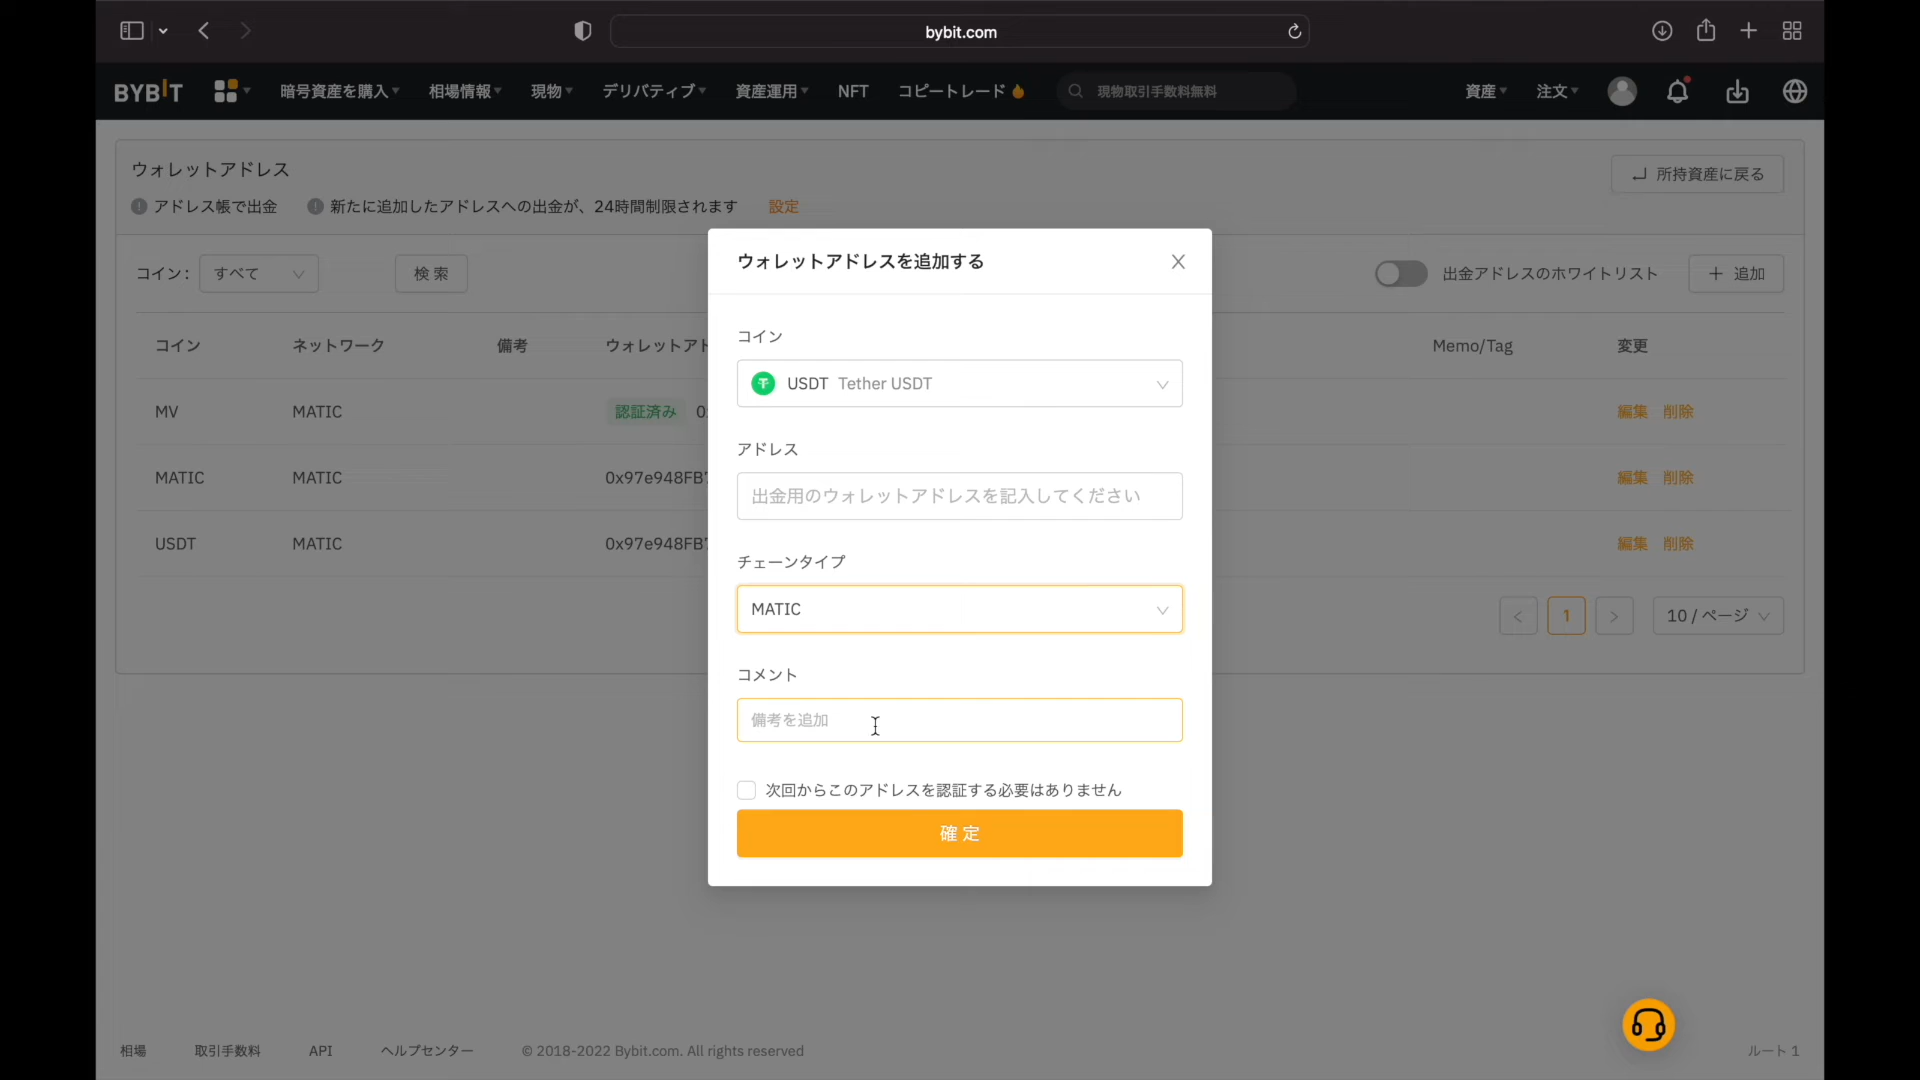 bybit.com
BYBIT 暗号資産を購入 相場情報 現物 デリバティブ 資産運用 NFT コピートレード 現物取引手数料無料 資産 注文
ウォレットアドレス
所持資産に戻る
アドレス帳で出金 新たに追加したアドレスへの出金が、24時間制限されます 設定
コイン: すべて 検索 出金アドレスのホワイトリスト + 追加
コイン ネットワーク 備考 ウォレットアド Memo/Tag 変更
MV MATIC 認証済み 編集 削除
MATIC MATIC 0x97e948FB 編集 削除
USDT MATIC 0x97e948FB 編集 削除
< 1 > 10 / ページ
ウォレットアドレスを追加する
コイン
USDT Tether USDT
アドレス
出金用のウォレットアドレスを記入してください
チェーンタイプ
MATIC
コメント
備考を追加
次回からこのアドレスを認証する必要はありません
確定
相場 取引手数料 API ヘルプセンター © 2018-2022 Bybit.com. All rights reserved ルート 1